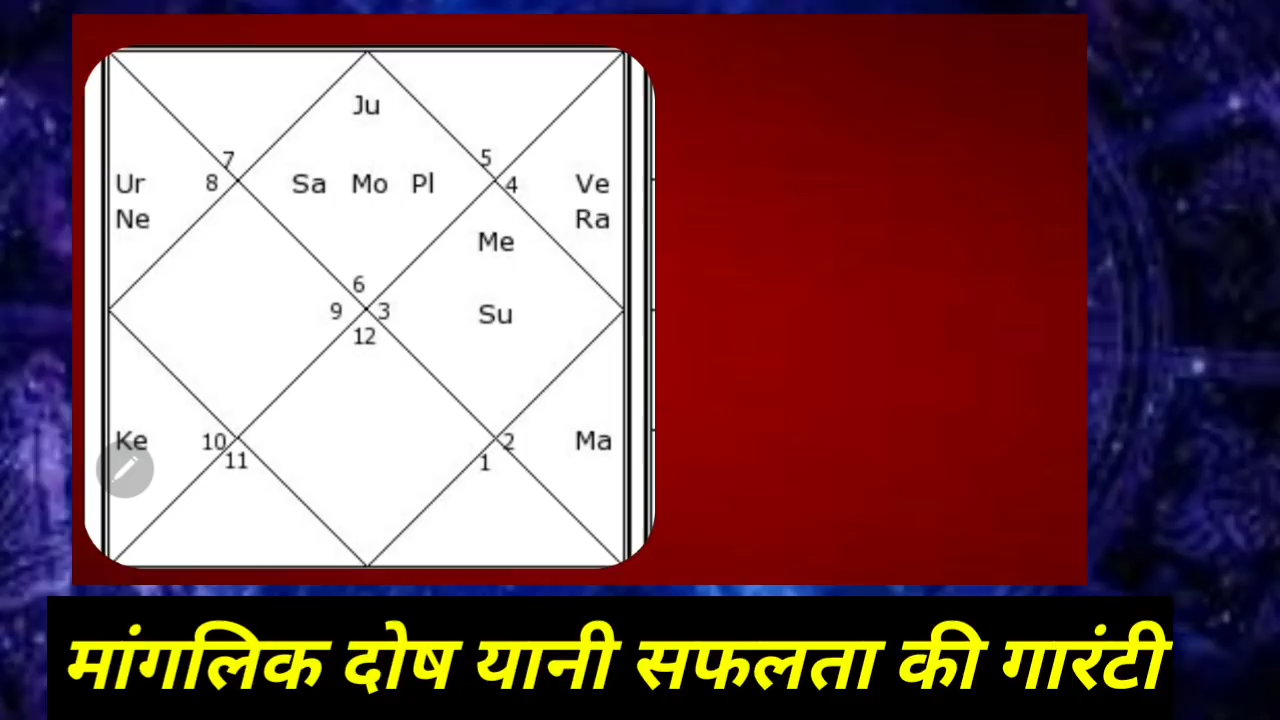 Ju
7 5
Ur 8 Sa Mo Pl 4 Ve
Ne Ra
Me
6
9 3 Su
12
Ke 10 2 Ma
11 1
मांगलिक दोष यानी सफलता की गारंटी